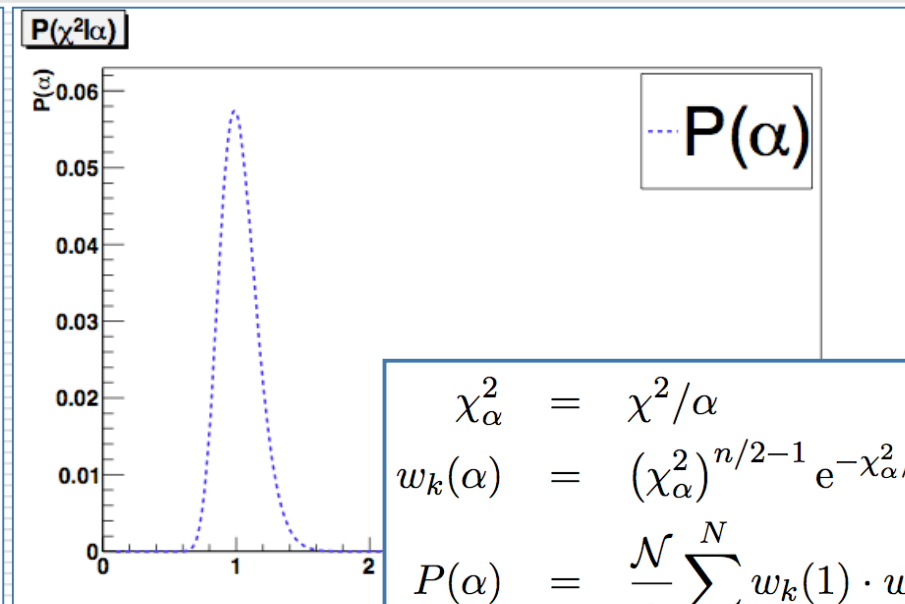 P(χ²|α)
P(α)
0.06
0.05
0.04
0.03
0.02
0.01
0
0 1 2
P(α)
χ²_α = χ²/α
w_k(α) = (χ²_α)^{n/2−1} e^{−χ²_α/
P(α) = 𝒩 ∑^N w_k(1) · w